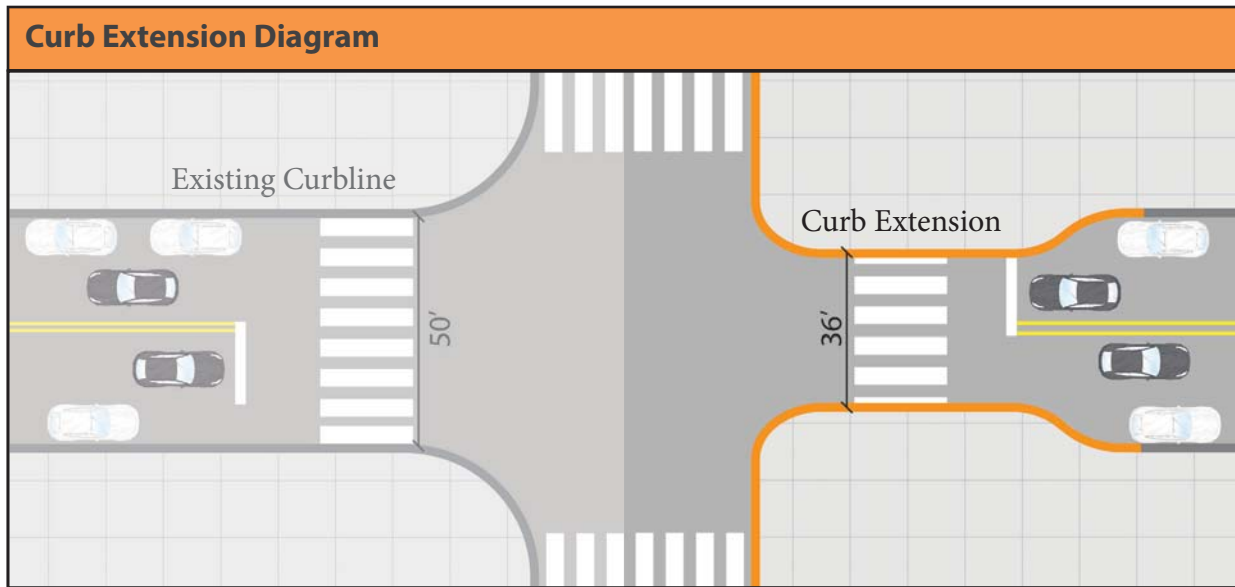 Curb Extension Diagram
Existing Curbline
Curb Extension
50’
36’